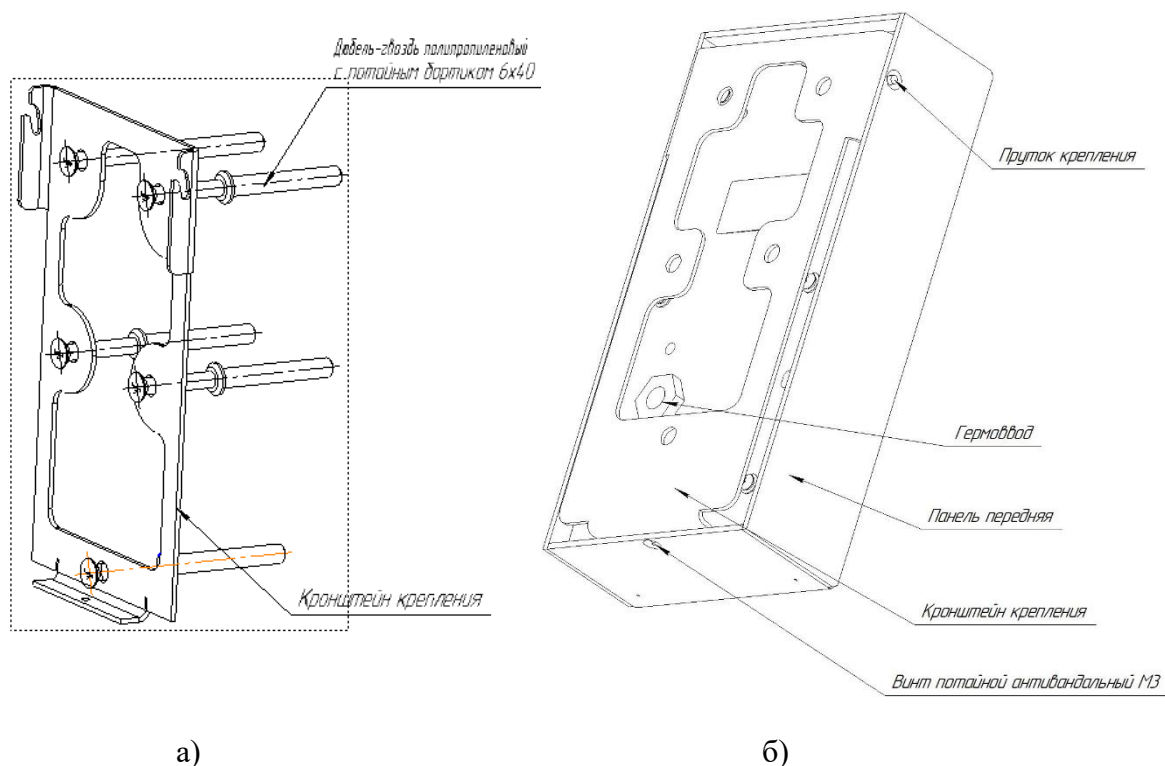 Дюбель-гвоздь полипропиленовый
с потайным бортиком 6х40
Кронштейн крепления
Пруток крепления
Гермоввод
Панель передняя
Кронштейн крепления
Винт потайной антивандальный М3
а)
б)